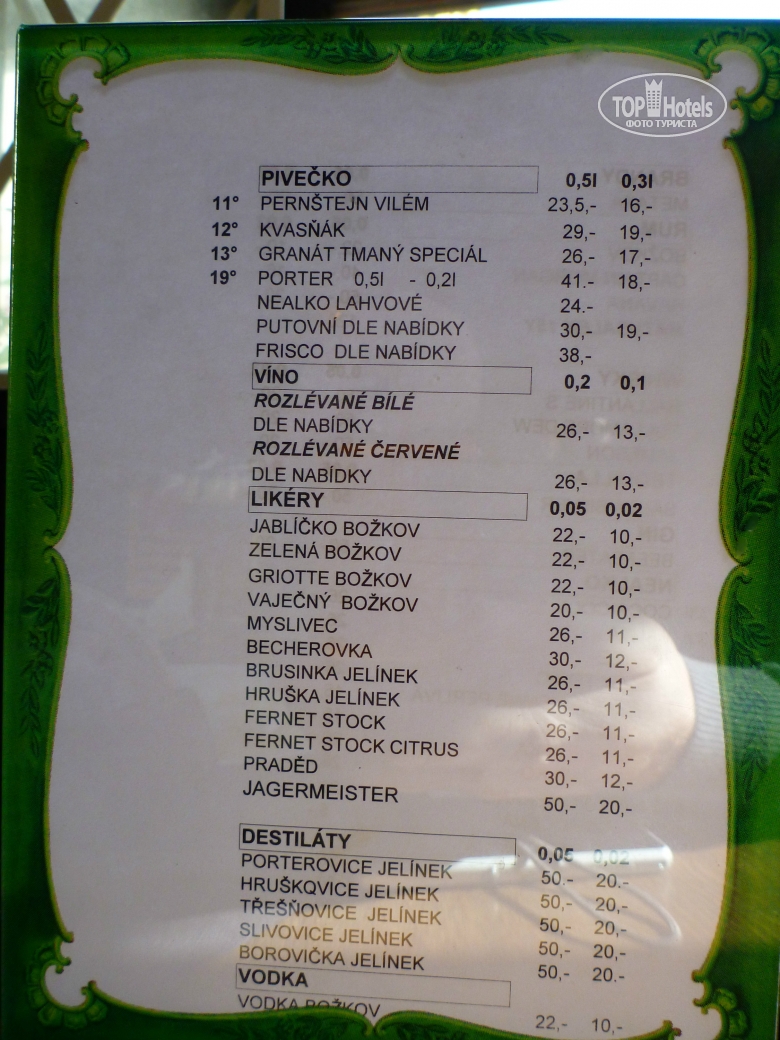 TOP Hotels
ФОТО ТУРИСТА
PIVEČKO 0,5l 0,3l
11° PERNŠTEJN VILÉM 23,5,- 16,-
12° KVASŇÁK 29,- 19,-
13° GRANÁT TMANÝ SPECIÁL 26,- 17,-
19° PORTER 0,5l - 0,2l 41.- 18,-
NEALKO LAHVOVÉ 24.-
PUTOVNÍ DLE NABÍDKY 30,- 19,-
FRISCO DLE NABÍDKY 38,-
VÍNO 0,2 0,1
ROZLÉVANÉ BÍLÉ
DLE NABÍDKY 26,- 13,-
ROZLÉVANÉ ČERVENÉ
DLE NABÍDKY 26,- 13,-
LIKÉRY 0,05 0,02
JABLÍČKO BOŽKOV 22,- 10,-
ZELENÁ BOŽKOV 22,- 10,-
GRIOTTE BOŽKOV 22,- 10,-
VAJEČNÝ BOŽKOV 20,- 10,-
MYSLIVEC 26,- 11,-
BECHEROVKA 30,- 12,-
BRUSINKA JELÍNEK 26,- 11,-
HRUŠKA JELÍNEK 26,- 11,-
FERNET STOCK 26,- 11,-
FERNET STOCK CITRUS 26,- 11,-
PRADĚD 30,- 12,-
JAGERMEISTER 50,- 20,-
DESTILÁTY 0,05 0,02
PORTEROVICE JELÍNEK 50.- 20.-
HRUŠKQVICE JELÍNEK 50,- 20,-
TŘEŠŇOVICE JELÍNEK 50,- 20,-
SLIVOVICE JELÍNEK 50,- 20,-
BOROVIČKA JELÍNEK 50,- 20.-
VODKA
VODKA BOŽKOV 22,- 10,-